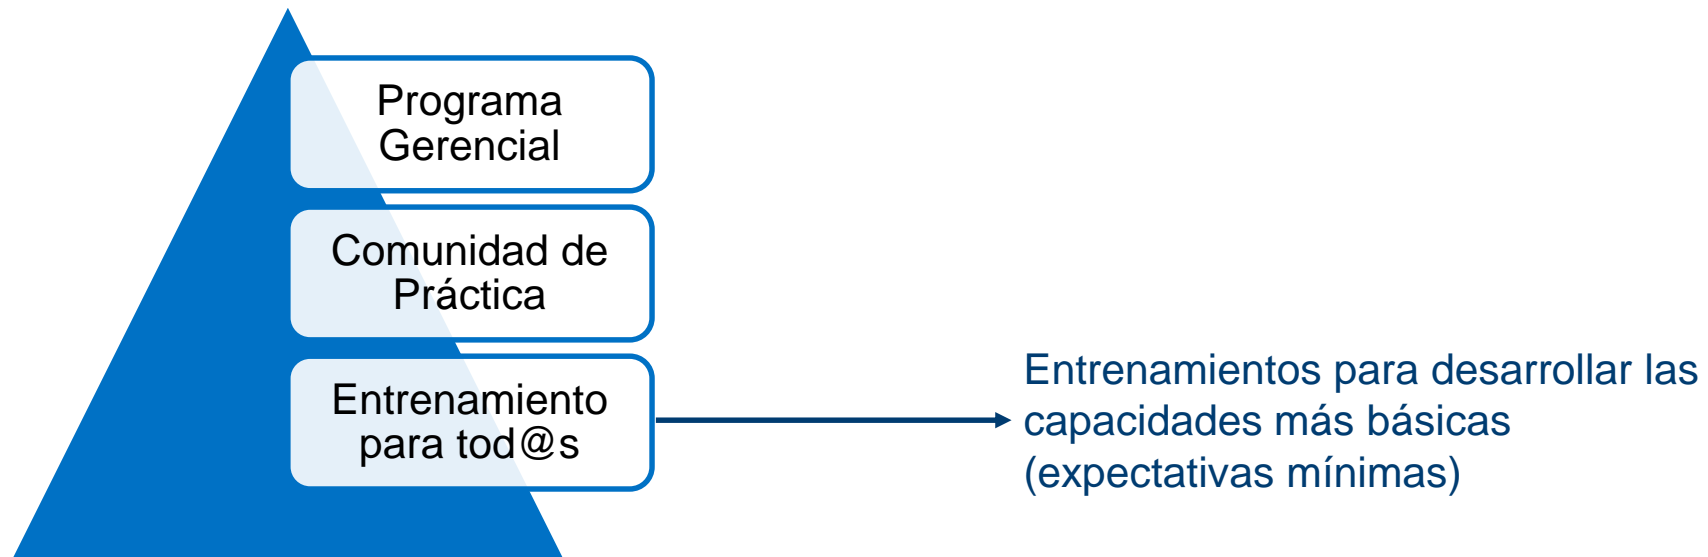 Programa
Gerencial
Comunidad de
Práctica
Entrenamiento
para tod@s
Entrenamientos para desarrollar las
capacidades más básicas
(expectativas mínimas)